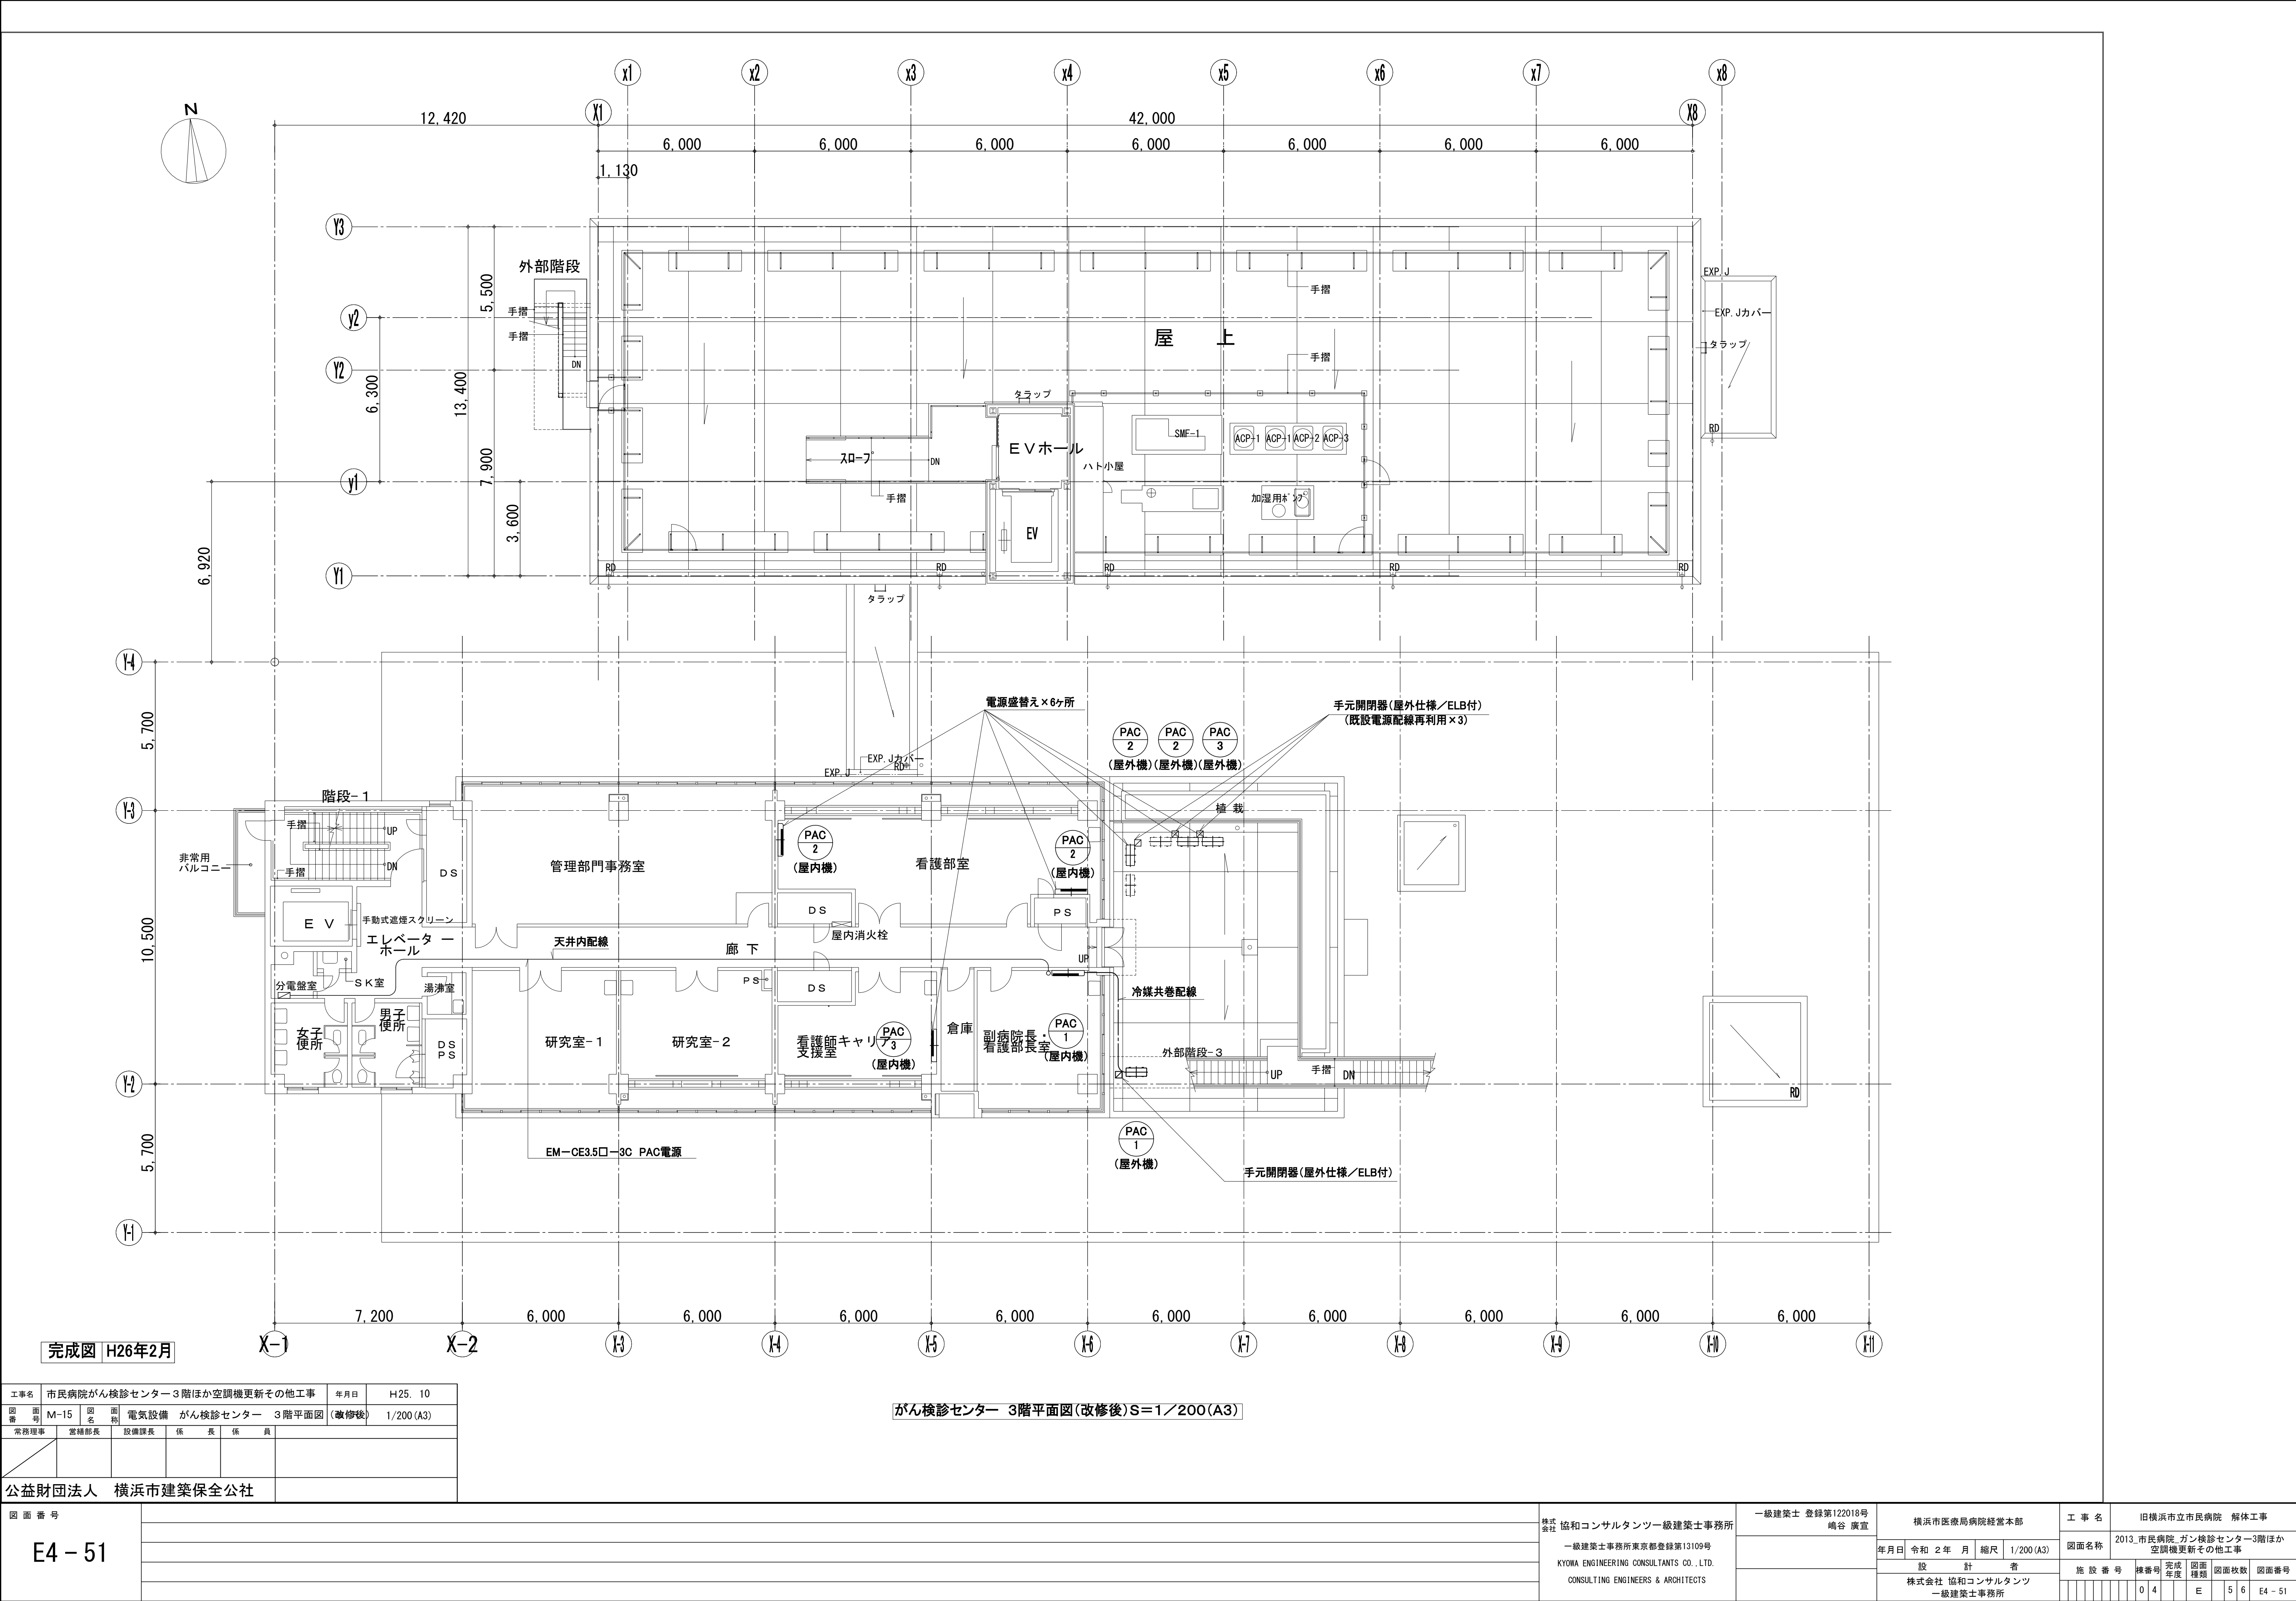 N
x1
x2
x3
x4
x5
x6
x7
x8
X1
X8
12,420
42,000
6,000
6,000
6,000
6,000
6,000
6,000
6,000
1,130
Y3
y2
Y2
y1
Y1
5,500
13,400
6,300
7,900
3,600
6,920
外部階段
手摺
手摺
DN
手摺
屋　上
手摺
EXP.J
EXP.Jカバー
タラップ
RD
タラップ
EVホール
スロープ
DN
手摺
EV
ハト小屋
SMF-1
ACP-1
ACP-1
ACP-2
ACP-3
加湿用ポンプ
RD
RD
RD
RD
RD
タラップ
Y-4
Y-3
Y-2
Y-1
5,700
10,500
5,700
電源盛替え×6ヶ所
手元開閉器(屋外仕様/ELB付)
(既設電源配線再利用×3)
PAC
2
(屋外機)
PAC
2
(屋外機)
PAC
3
(屋外機)
EXP.Jカバー
RD
EXP.J
階段-1
手摺
UP
DN
手摺
非常用
バルコニー
DS
EV
手動式遮煙スクリーン
エレベーター
ホール
管理部門事務室
PAC
2
(屋内機)
看護部室
PAC
2
(屋内機)
植栽
DS
PS
屋内消火栓
天井内配線
廊下
UP
分電盤室
SK室
湯沸室
PS
DS
冷媒共巻配線
女子
便所
男子
便所
DS
PS
研究室-1
研究室-2
看護師キャリア
支援室
PAC
3
(屋内機)
倉庫
副病院長・
看護部長室
PAC
1
(屋内機)
外部階段-3
UP
手摺
DN
RD
EM-CE3.5□-3C PAC電源
PAC
1
(屋外機)
手元開閉器(屋外仕様/ELB付)
7,200
6,000
6,000
6,000
6,000
6,000
6,000
6,000
6,000
6,000
X-1
X-2
X-3
X-4
X-5
X-6
X-7
X-8
X-9
X-10
X-11
完成図 H26年2月
がん検診センター 3階平面図(改修後)S=1/200(A3)
工事名 市民病院がん検診センター3階ほか空調機更新その他工事 年月日 H25. 10
図面番号 M-15 図面名称 電気設備 がん検診センター 3階平面図 (改修後) 1/200(A3)
常務理事 営繕部長 設備課長 係長 係員
公益財団法人 横浜市建築保全公社
図面番号
E4-51
株式会社 協和コンサルタンツ一級建築士事務所
一級建築士事務所東京都登録第13109号
KYOWA ENGINEERING CONSULTANTS CO.,LTD.
CONSULTING ENGINEERS & ARCHITECTS
一級建築士 登録第122018号
嶋谷 廣宣
横浜市医療局病院経営本部
年月日 令和 2年 月 縮尺 1/200(A3)
設計者
株式会社 協和コンサルタンツ
一級建築士事務所
工事名 旧横浜市立市民病院 解体工事
図面名称 2013_市民病院_ガン検診センター3階ほか
空調機更新その他工事
施設番号 棟番号 完成年度 図面種類 図面枚数 図面番号
0 4 E 5 6 E4-51